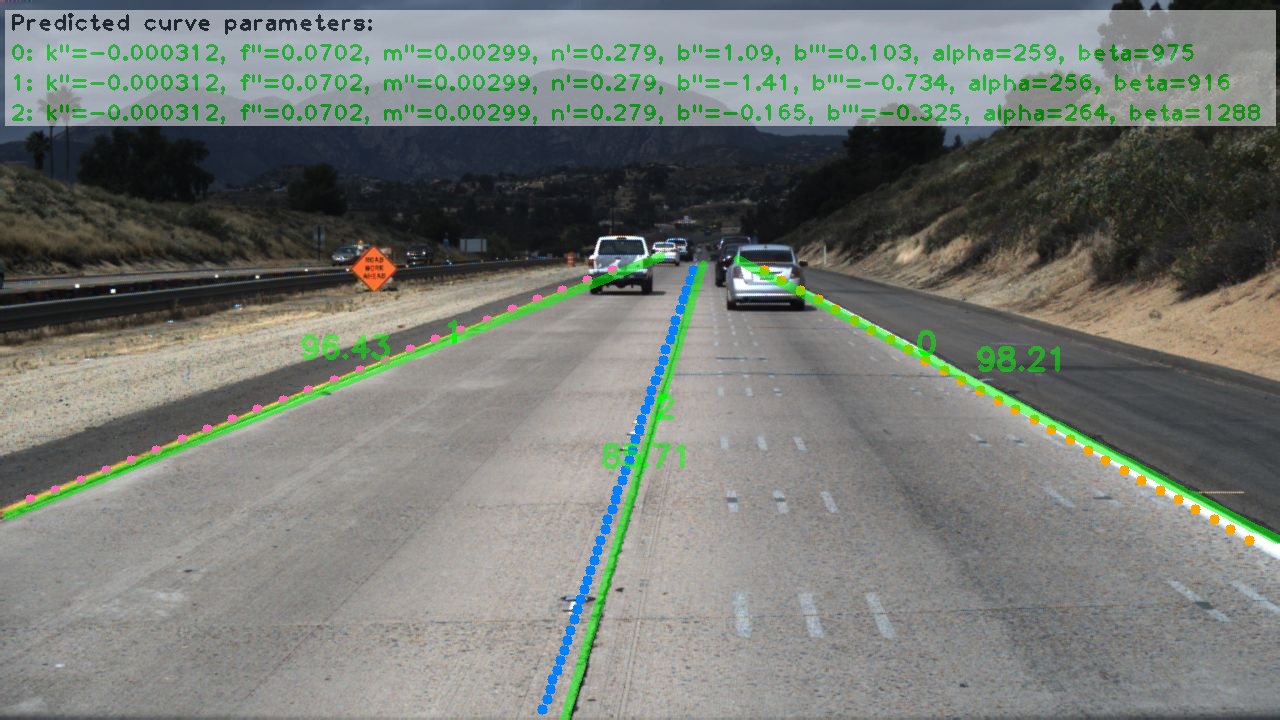 Predicted curve parameters:
0: k''=-0.000312, f''=0.0702, m''=0.00299, n'=0.279, b''=1.09, b'''=0.103, alpha=259, beta=975
1: k''=-0.000312, f''=0.0702, m''=0.00299, n'=0.279, b''=-1.41, b'''=-0.734, alpha=256, beta=916
2: k''=-0.000312, f''=0.0702, m''=0.00299, n'=0.279, b''=-0.165, b'''=-0.325, alpha=264, beta=1288
ROAD
WORK
AHEAD
1
96.43
0
98.21
2